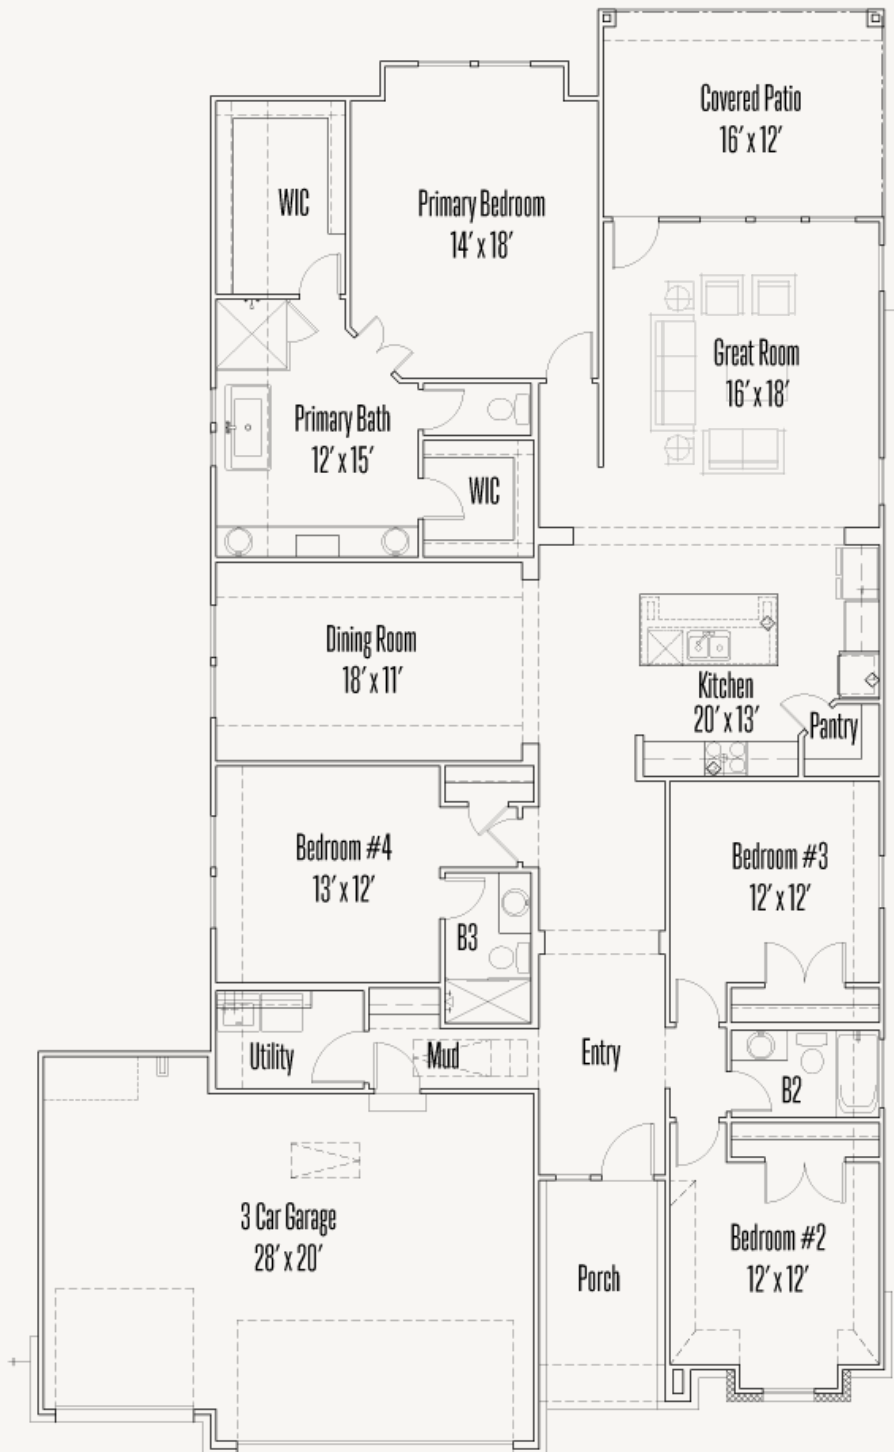 Covered Patio
16′ x 12′
WIC
Primary Bedroom
14′ x 18′
Great Room
16′ x 18′
Primary Bath
12′ x 15′
WIC
Dining Room
18′ x 11′
Kitchen
20′ x 13′
Pantry
Bedroom #4
13′ x 12′
Bedroom #3
12′ x 12′
B3
Utility
Mud
Entry
B2
3 Car Garage
28′ x 20′
Porch
Bedroom #2
12′ x 12′